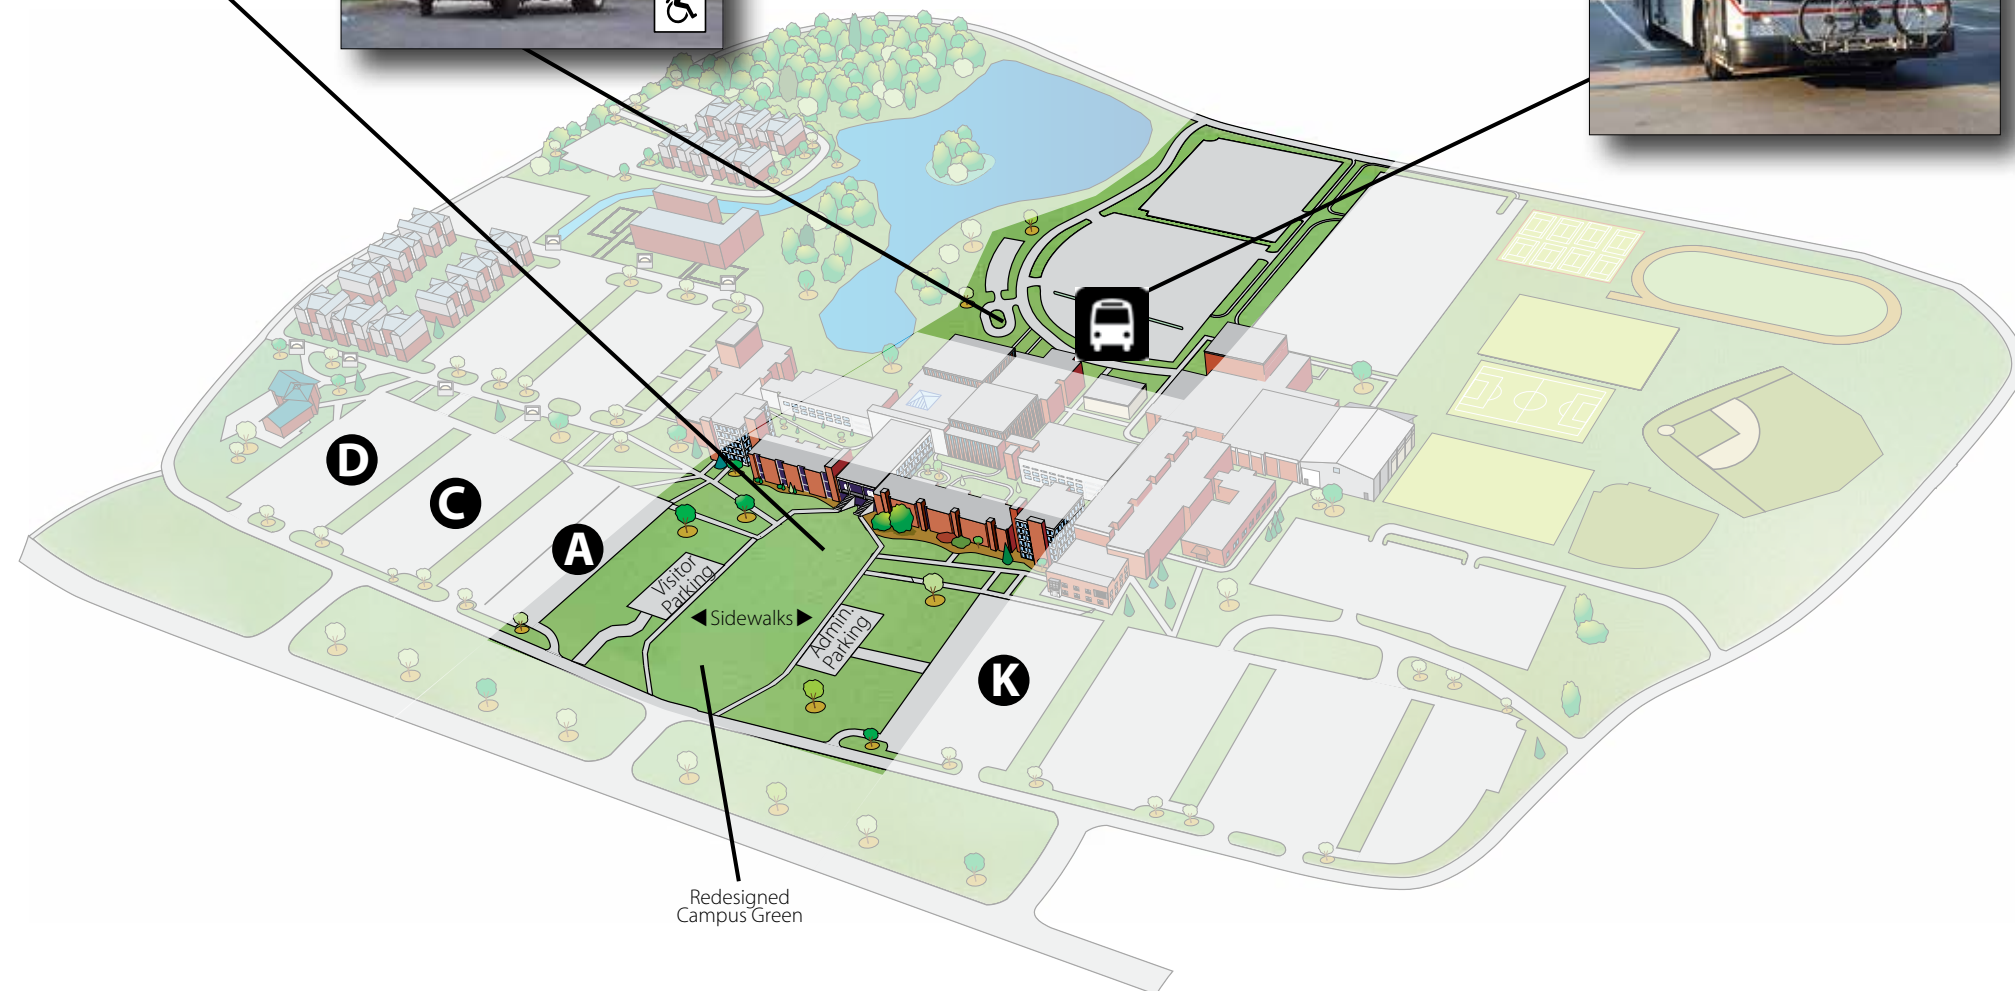 D
C
A
Visitor
Parking
Sidewalks
Admin.
Parking
K
Redesigned
Campus Green